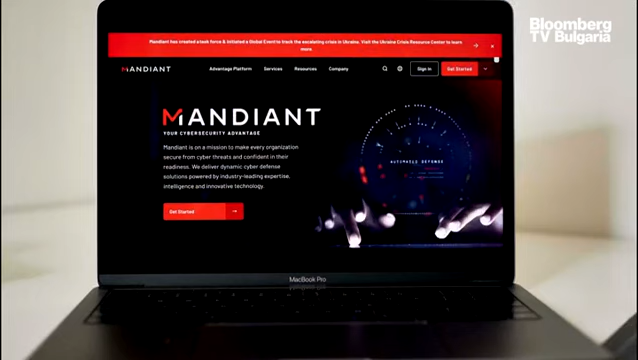 Bloomberg
TV Bulgaria
Mandiant has created a task force & initiated a Global Event to track the escalating crisis in Ukraine. Visit the Ukraine Crisis Resource Center to learn
more.
MANDIANT
Advantage Platform Services Resources Company
Sign In
Get Started
MANDIANT
YOUR CYBERSECURITY ADVANTAGE
Mandiant is on a mission to make every organization
secure from cyber threats and confident in their
readiness. We deliver dynamic cyber defense
solutions powered by industry-leading expertise,
intelligence and innovative technology.
Get Started
AUTOMATED DEFENSE
MacBook Pro